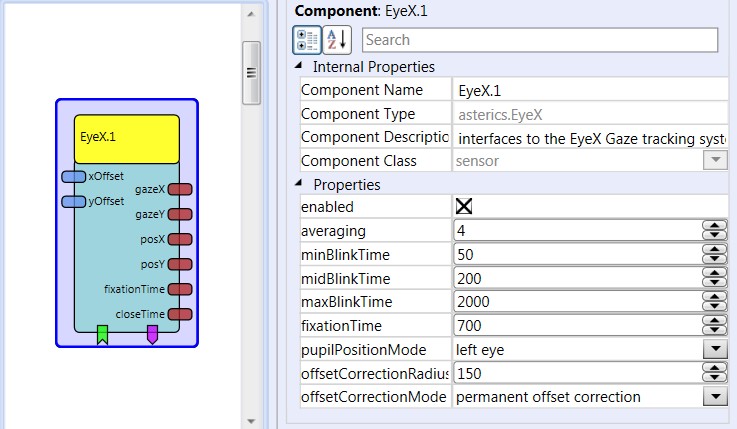 EyeX.1
xOffset
yOffset
gazeX
gazeY
posX
posY
fixationTime
closeTime
Component: EyeX.1
A Z Search
Internal Properties
Component Name EyeX.1
Component Type asterics.EyeX
Component Descriptio interfaces to the EyeX Gaze tracking syst
Component Class sensor
Properties
enabled
averaging 4
minBlinkTime 50
midBlinkTime 200
maxBlinkTime 2000
fixationTime 700
pupilPositionMode left eye
offsetCorrectionRadius 150
offsetCorrectionMode permanent offset correction